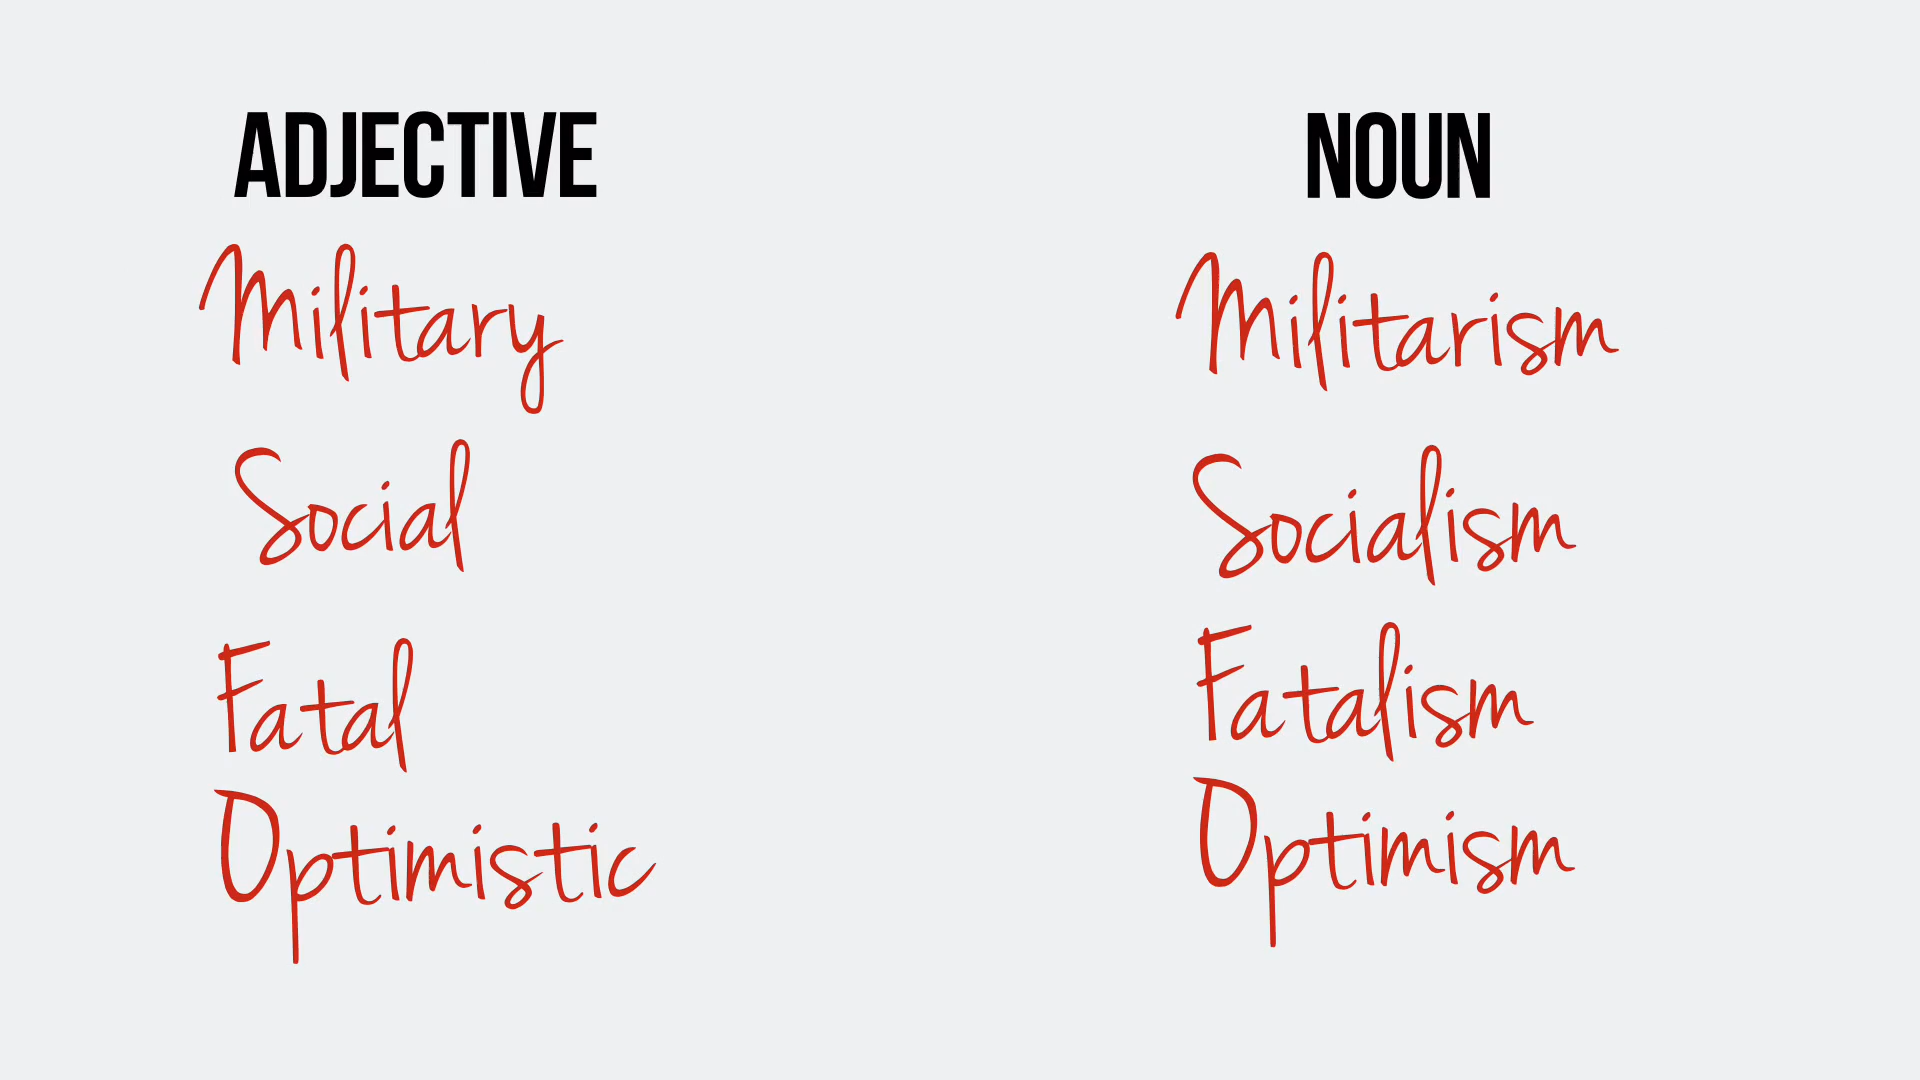 ADJECTIVE NOUN
Military Militarism
Social Socialism
Fatal Fatalism
Optimistic Optimism